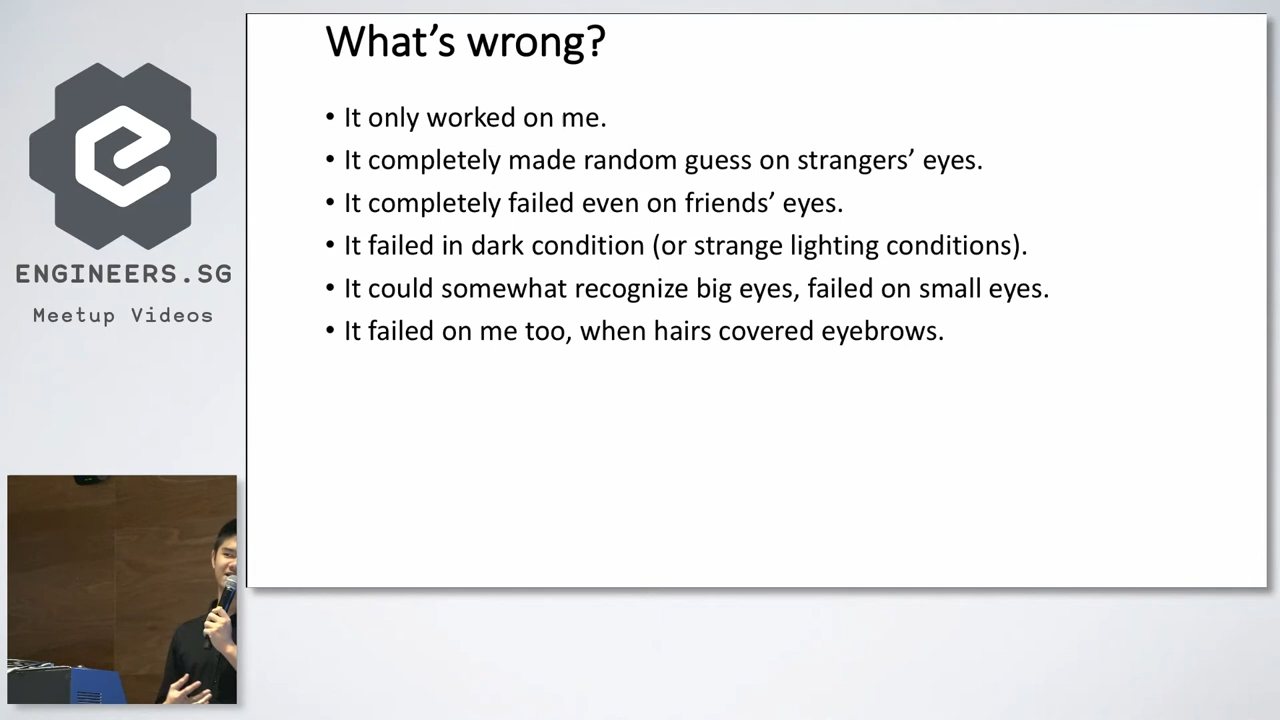 What's wrong?
• It only worked on me.
• It completely made random guess on strangers' eyes.
• It completely failed even on friends' eyes.
• It failed in dark condition (or strange lighting conditions).
• It could somewhat recognize big eyes, failed on small eyes.
• It failed on me too, when hairs covered eyebrows.
ENGINEERS.SG
Meetup Videos